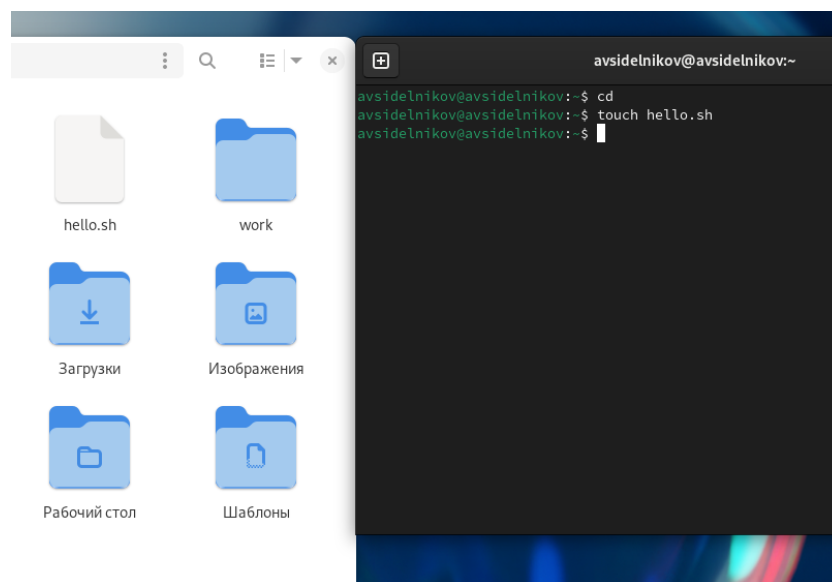 avsidelnikov@avsidelnikov:~
avsidelnikov@avsidelnikov:~$ cd
avsidelnikov@avsidelnikov:~$ touch hello.sh
avsidelnikov@avsidelnikov:~$
hello.sh
work
Загрузки
Изображения
Рабочий стол
Шаблоны